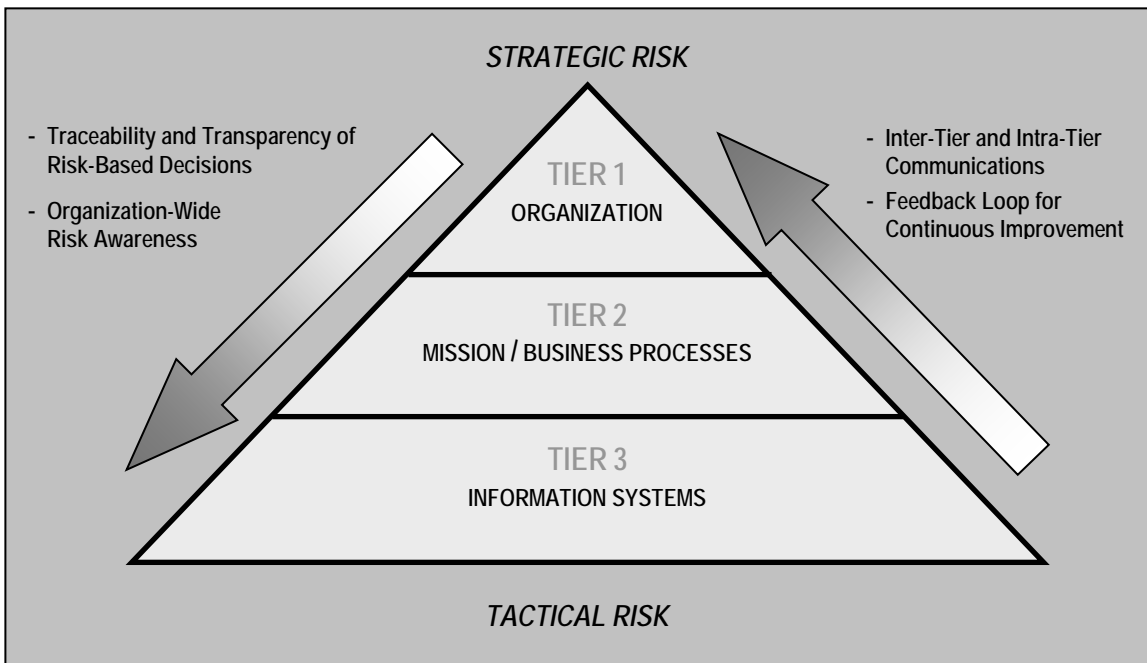 STRATEGIC RISK
- Traceability and Transparency of
Risk-Based Decisions
- Organization-Wide
Risk Awareness
- Inter-Tier and Intra-Tier
Communications
- Feedback Loop for
Continuous Improvement
TIER 1
ORGANIZATION
TIER 2
MISSION / BUSINESS PROCESSES
TIER 3
INFORMATION SYSTEMS
TACTICAL RISK